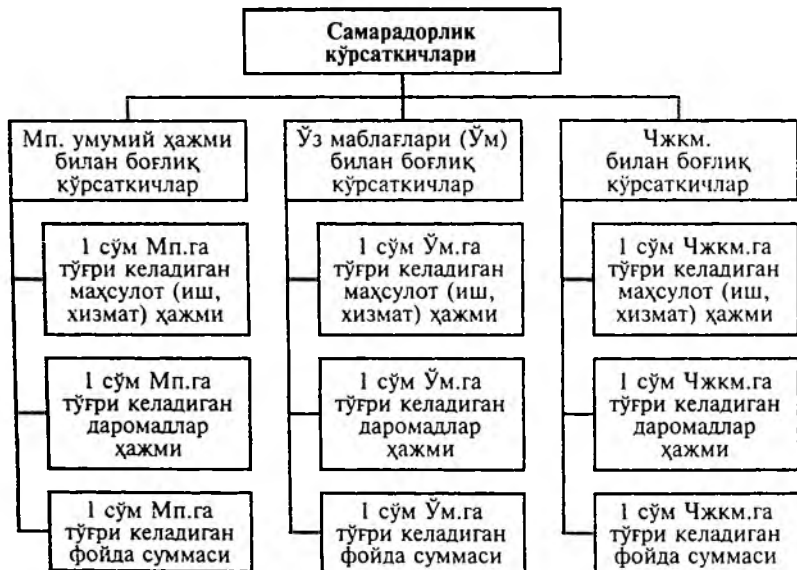 Самарадорлик
кўрсаткичлари
Мп. умумий ҳажми
билан боғлиқ
кўрсаткичлар
1 сўм Мп.га
тўғри келадиган
маҳсулот (иш,
хизмат) ҳажми
1 сўм Мп.га
тўғри келадиган
даромадлар
ҳажми
1 сўм Мп.га
тўғри келадиган
фойда суммаси
Ўз маблағлари (Ўм)
билан боғлиқ
кўрсаткичлар
1 сўм Ўм.га
тўғри келадиган
маҳсулот (иш,
хизмат) ҳажми
1 сўм Ўм.га
тўғри келадиган
даромадлар
ҳажми
1 сўм Ўм.га
тўғри келадиган
фойда суммаси
Чжкм.
билан боғлиқ
кўрсаткичлар
1 сўм Чжкм.га
тўғри келадиган
маҳсулот (иш,
хизмат) ҳажми
1 сўм Чжкм.га
тўғри келадиган
даромадлар
ҳажми
1 сўм Чжкм.га
тўғри келадиган
фойда суммаси